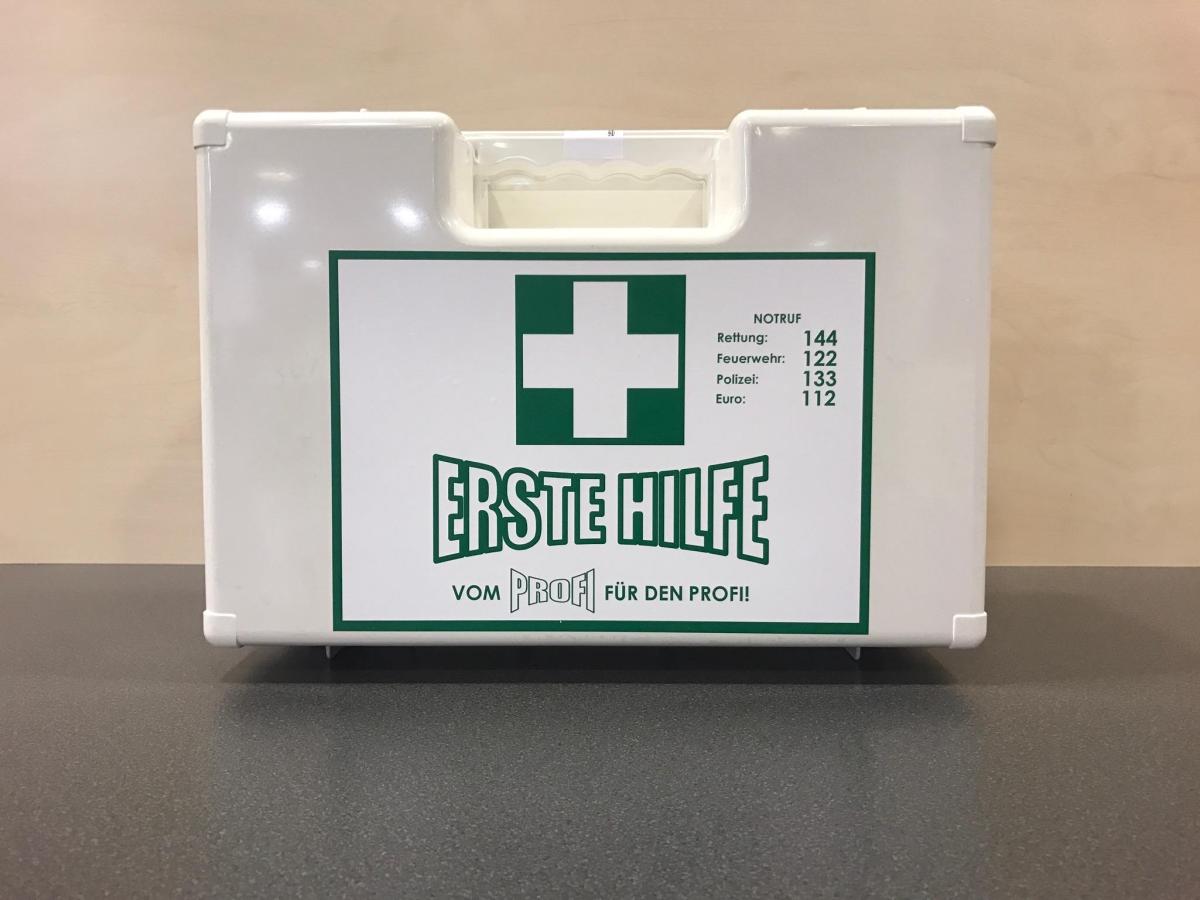 NOTRUF
Rettung: 144
Feuerwehr: 122
Polizei: 133
Euro: 112
ERSTE HILFE
VOM PROFI FÜR DEN PROFI!